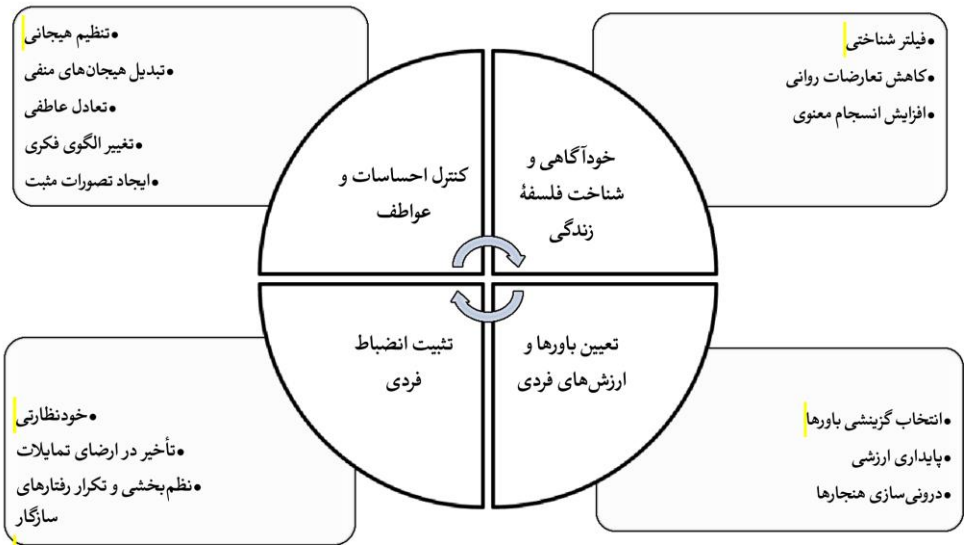 •فیلتر شناختی
•کاهش تعارضات روانی
•افزایش انسجام معنوی
•تنظیم هیجانی
•تبدیل هیجان‌های منفی
•تعادل عاطفی
•تغییر الگوی فکری
•ایجاد تصورات مثبت
خودآگاهی و
شناخت فلسفهٔ
زندگی
کنترل احساسات و
عواطف
تعیین باورها و
ارزش‌های فردی
تثبیت انضباط
فردی
•انتخاب گزینشی باورها
•پایداری ارزشی
•درونی‌سازی هنجارها
•خودنظارتی
•تأخیر در ارضای تمایلات
•نظم‌بخشی و تکرار رفتارهای
سازگار